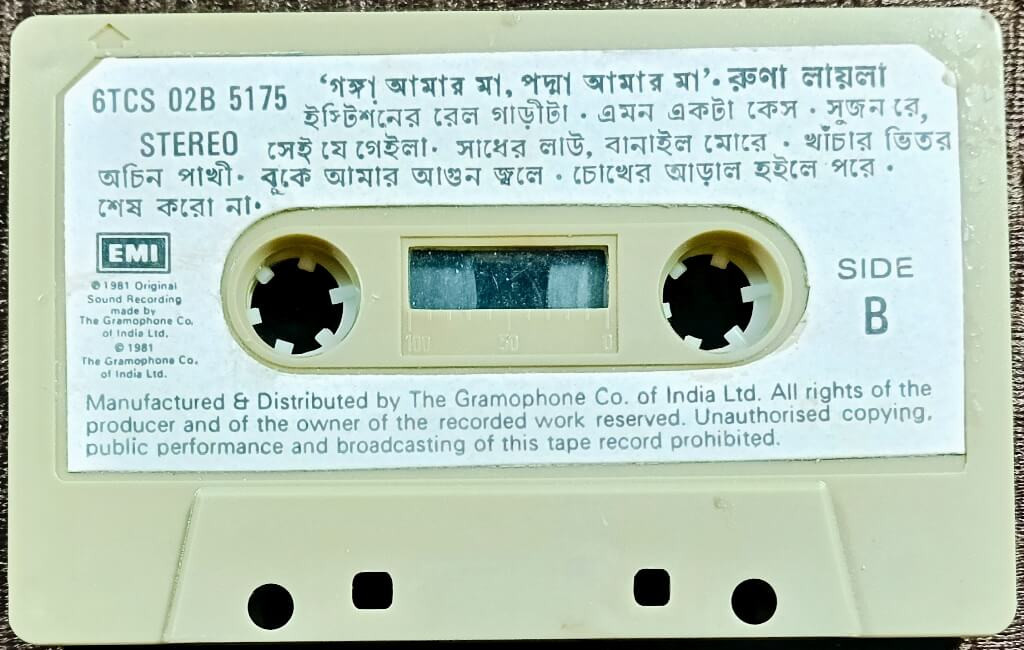 6TCS 02B 5175
'গঙ্গা আমার মা, পদ্মা আমার মা'. রুণা লায়লা
ইস্টিশনের রেল গাড়ীটা · এমন একটা কেস · সুজন রে,
STEREO সেই যে গেইলা· সাধের লাউ, বানাইল মোরে · খাঁচার ভিতর
অচিন পাখী· বুকে আমার আগুন জ্বলে · চোখের আড়াল হইলে পরে ·
শেষ করো না·
EMI
℗ 1981 Original
Sound Recording
made by
The Gramophone Co.
of India Ltd.
© 1981
The Gramophone Co.
of India Ltd.
100 50 0
SIDE
B
Manufactured & Distributed by The Gramophone Co. of India Ltd. All rights of the
producer and of the owner of the recorded work reserved. Unauthorised copying,
public performance and broadcasting of this tape record prohibited.